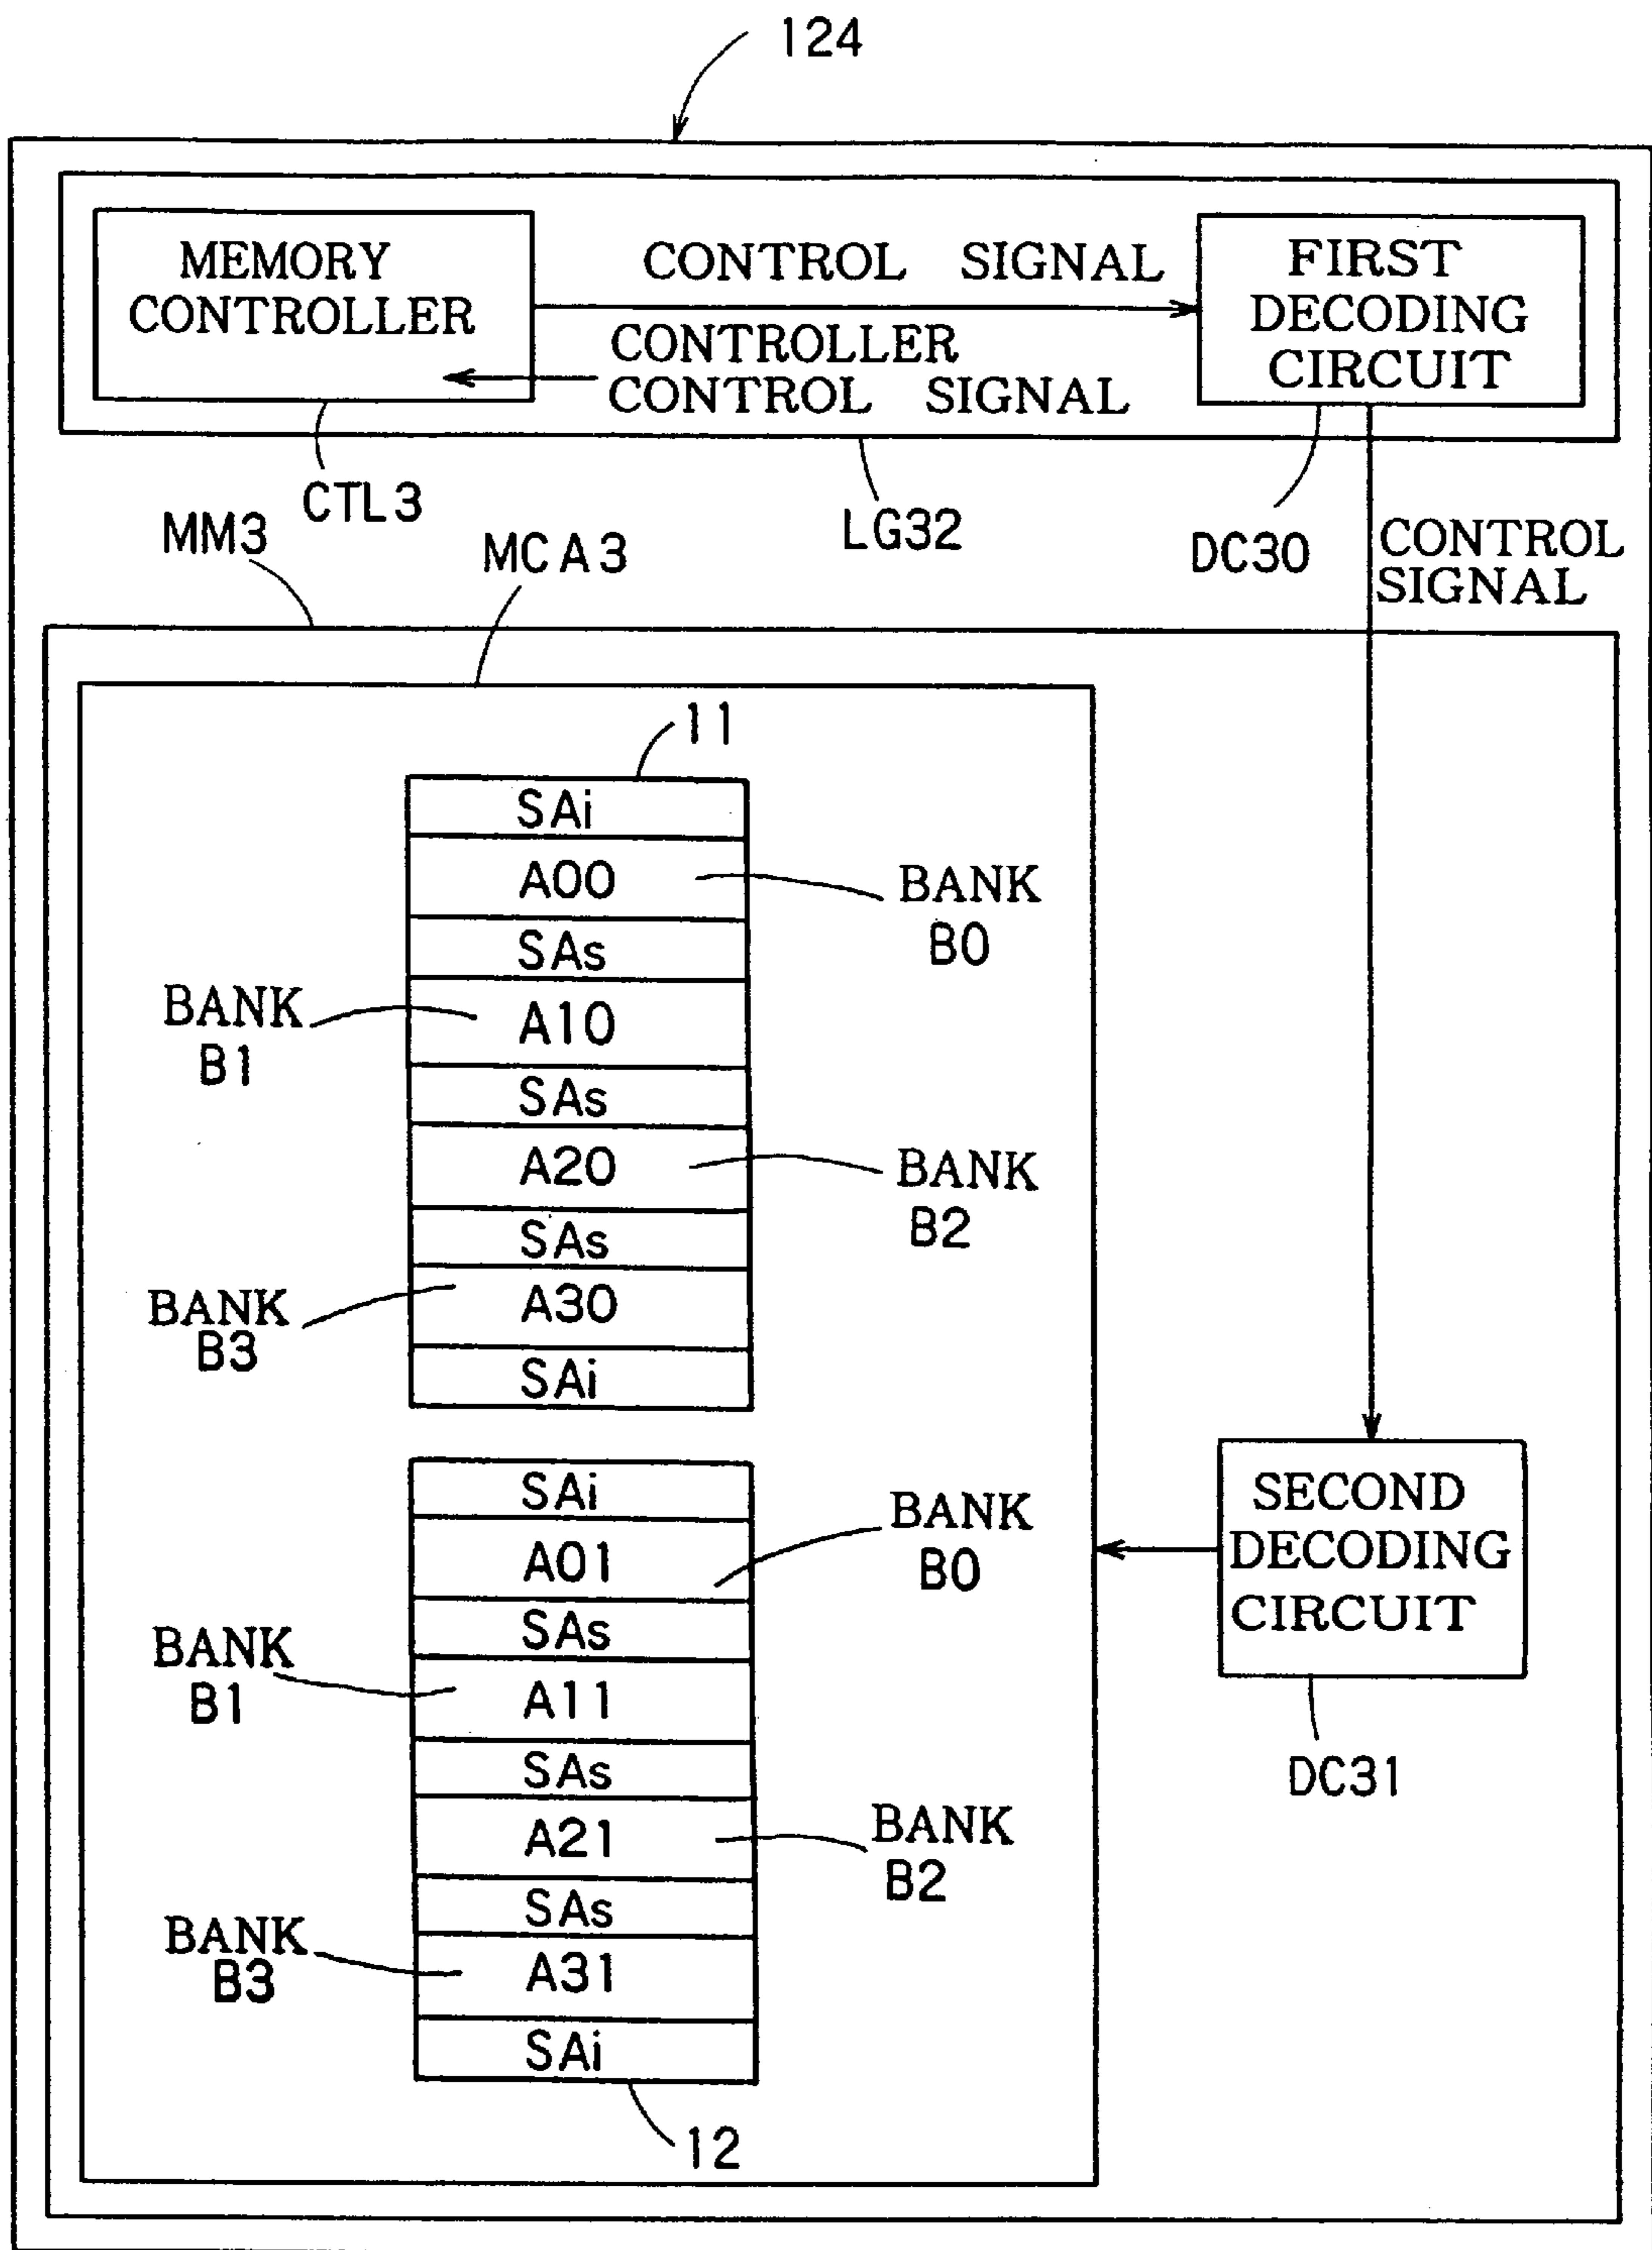 124
MEMORY
CONTROLLER
CONTROL SIGNAL
CONTROLLER
CONTROL SIGNAL
FIRST
DECODING
CIRCUIT
CTL3
LG32
DC30
CONTROL
SIGNAL
MM3
MCA3
11
SAi
A00
BANK
B0
SAs
BANK
B1
A10
SAs
A20
BANK
B2
SAs
BANK
B3
A30
SAi
SAi
A01
BANK
B0
SAs
BANK
B1
A11
SAs
A21
BANK
B2
SAs
BANK
B3
A31
SAi
12
SECOND
DECODING
CIRCUIT
DC31